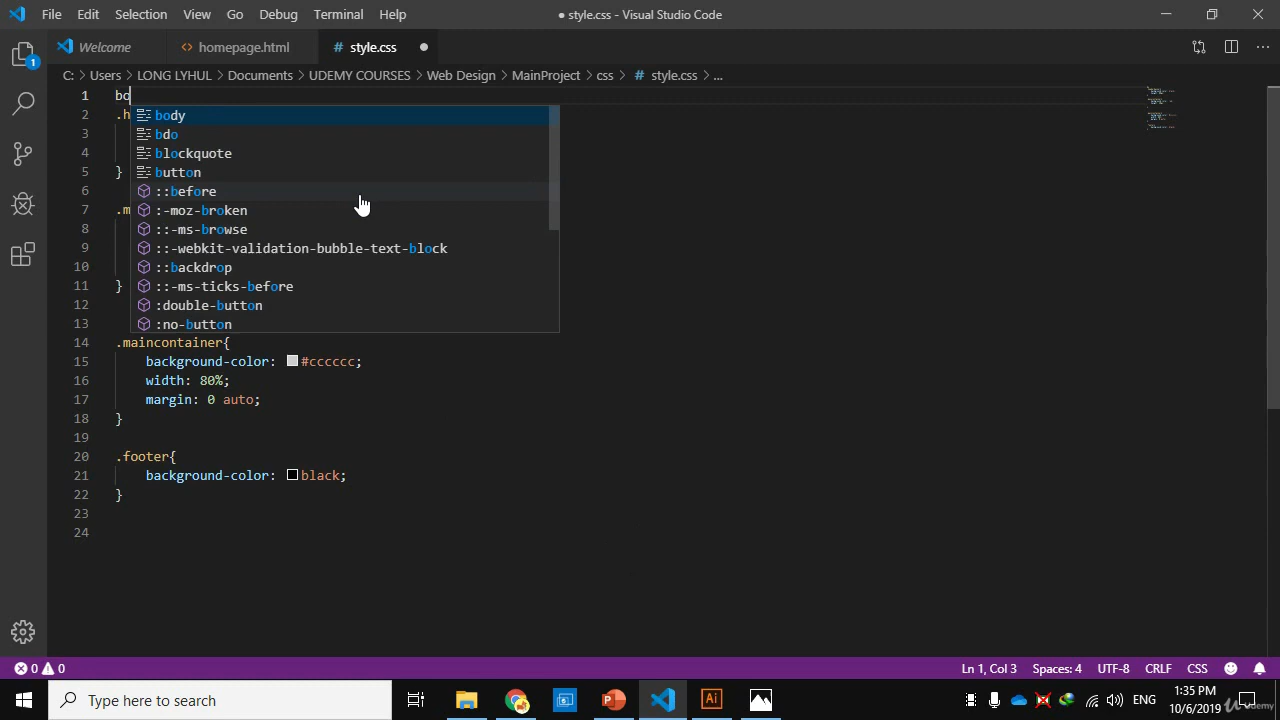 File Edit Selection View Go Debug Terminal Help
● style.css - Visual Studio Code
Welcome
<> homepage.html
# style.css
C: > Users > LONG LYHUL > Documents > UDEMY COURSES > Web Design > MainProject > css > # style.css > ...
1 bo
body
2 .h
bdo
3
blockquote
4
button
5 }
::before
6
:-moz-broken
7 .m
::-ms-browse
8
::-webkit-validation-bubble-text-block
9
::backdrop
10
::-ms-ticks-before
11 }
:double-button
12
:no-button
13
14 .maincontainer{
15 background-color: #cccccc;
16 width: 80%;
17 margin: 0 auto;
18 }
19
20 .footer{
21 background-color: black;
22 }
23
24
1
0 0
Ln 1, Col 3 Spaces: 4 UTF-8 CRLF CSS
Type here to search
Ai
ENG
1:35 PM
10/6/2019
Udemy